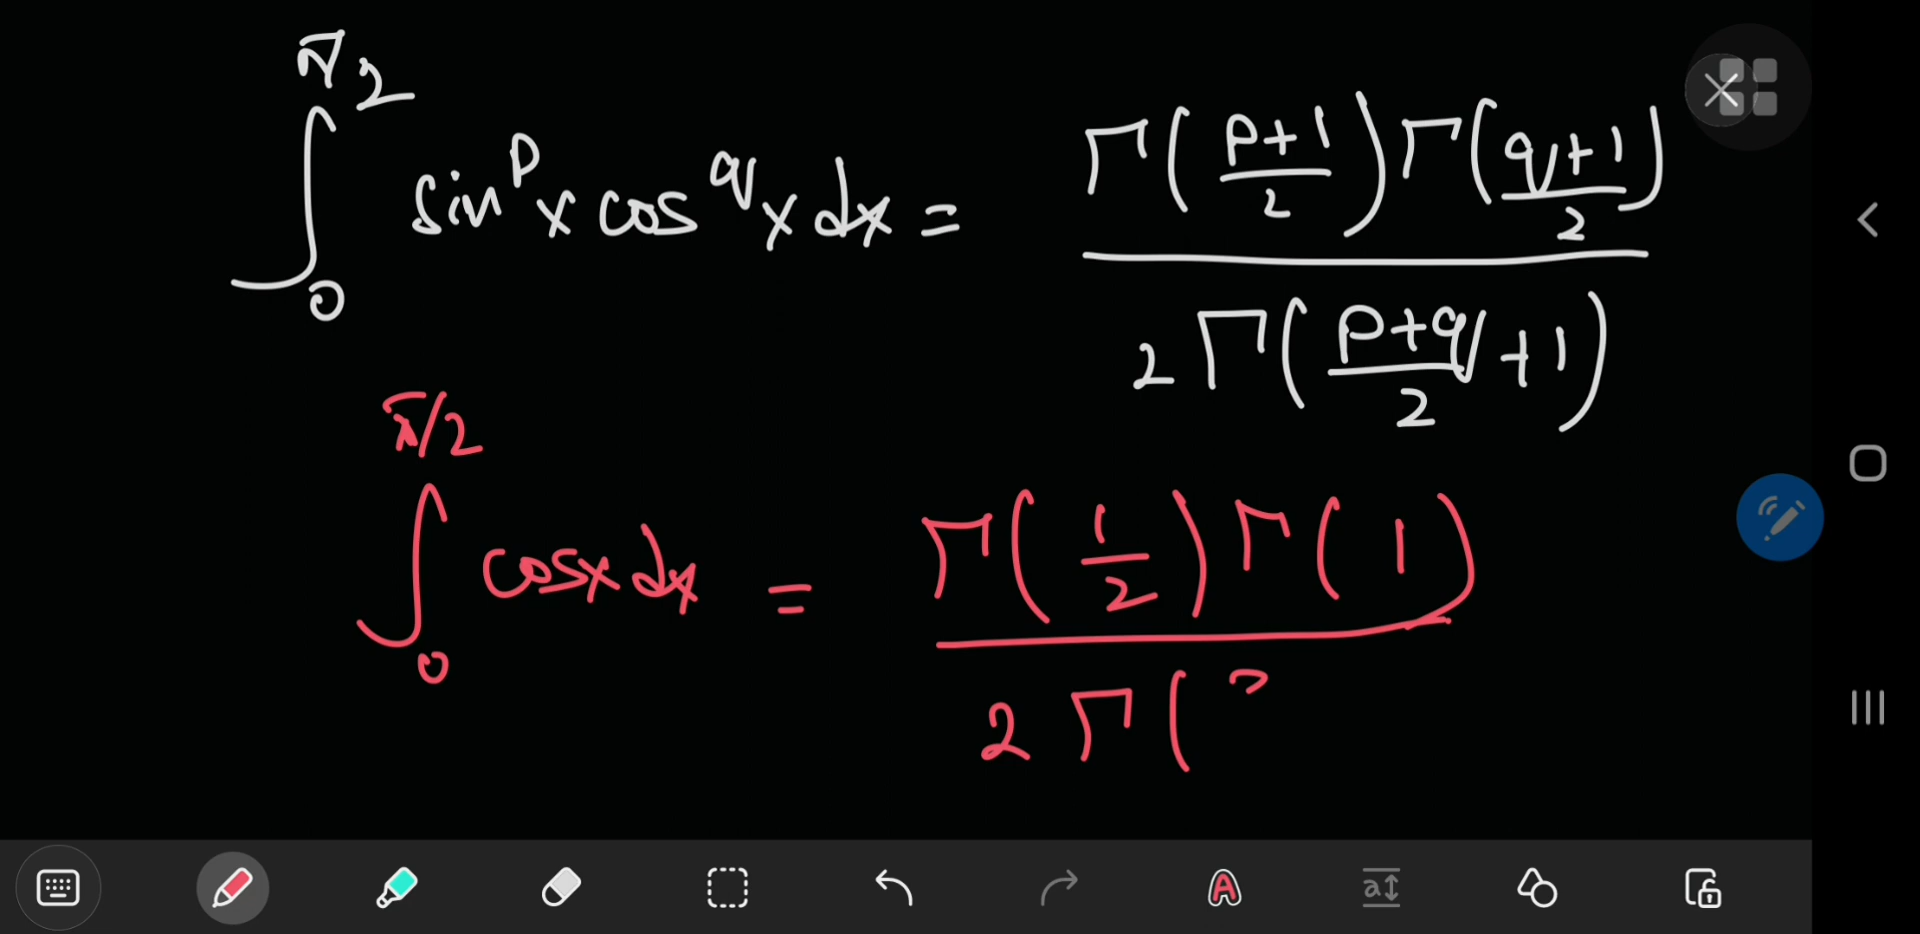 ∫₀^π/2 sin^p x cos^q x dx = Γ((p+1)/2) Γ((q+1)/2) / 2Γ((p+q)/2 + 1)
∫₀^π/2 cosx dx = Γ(1/2) Γ(1) / 2 Γ(